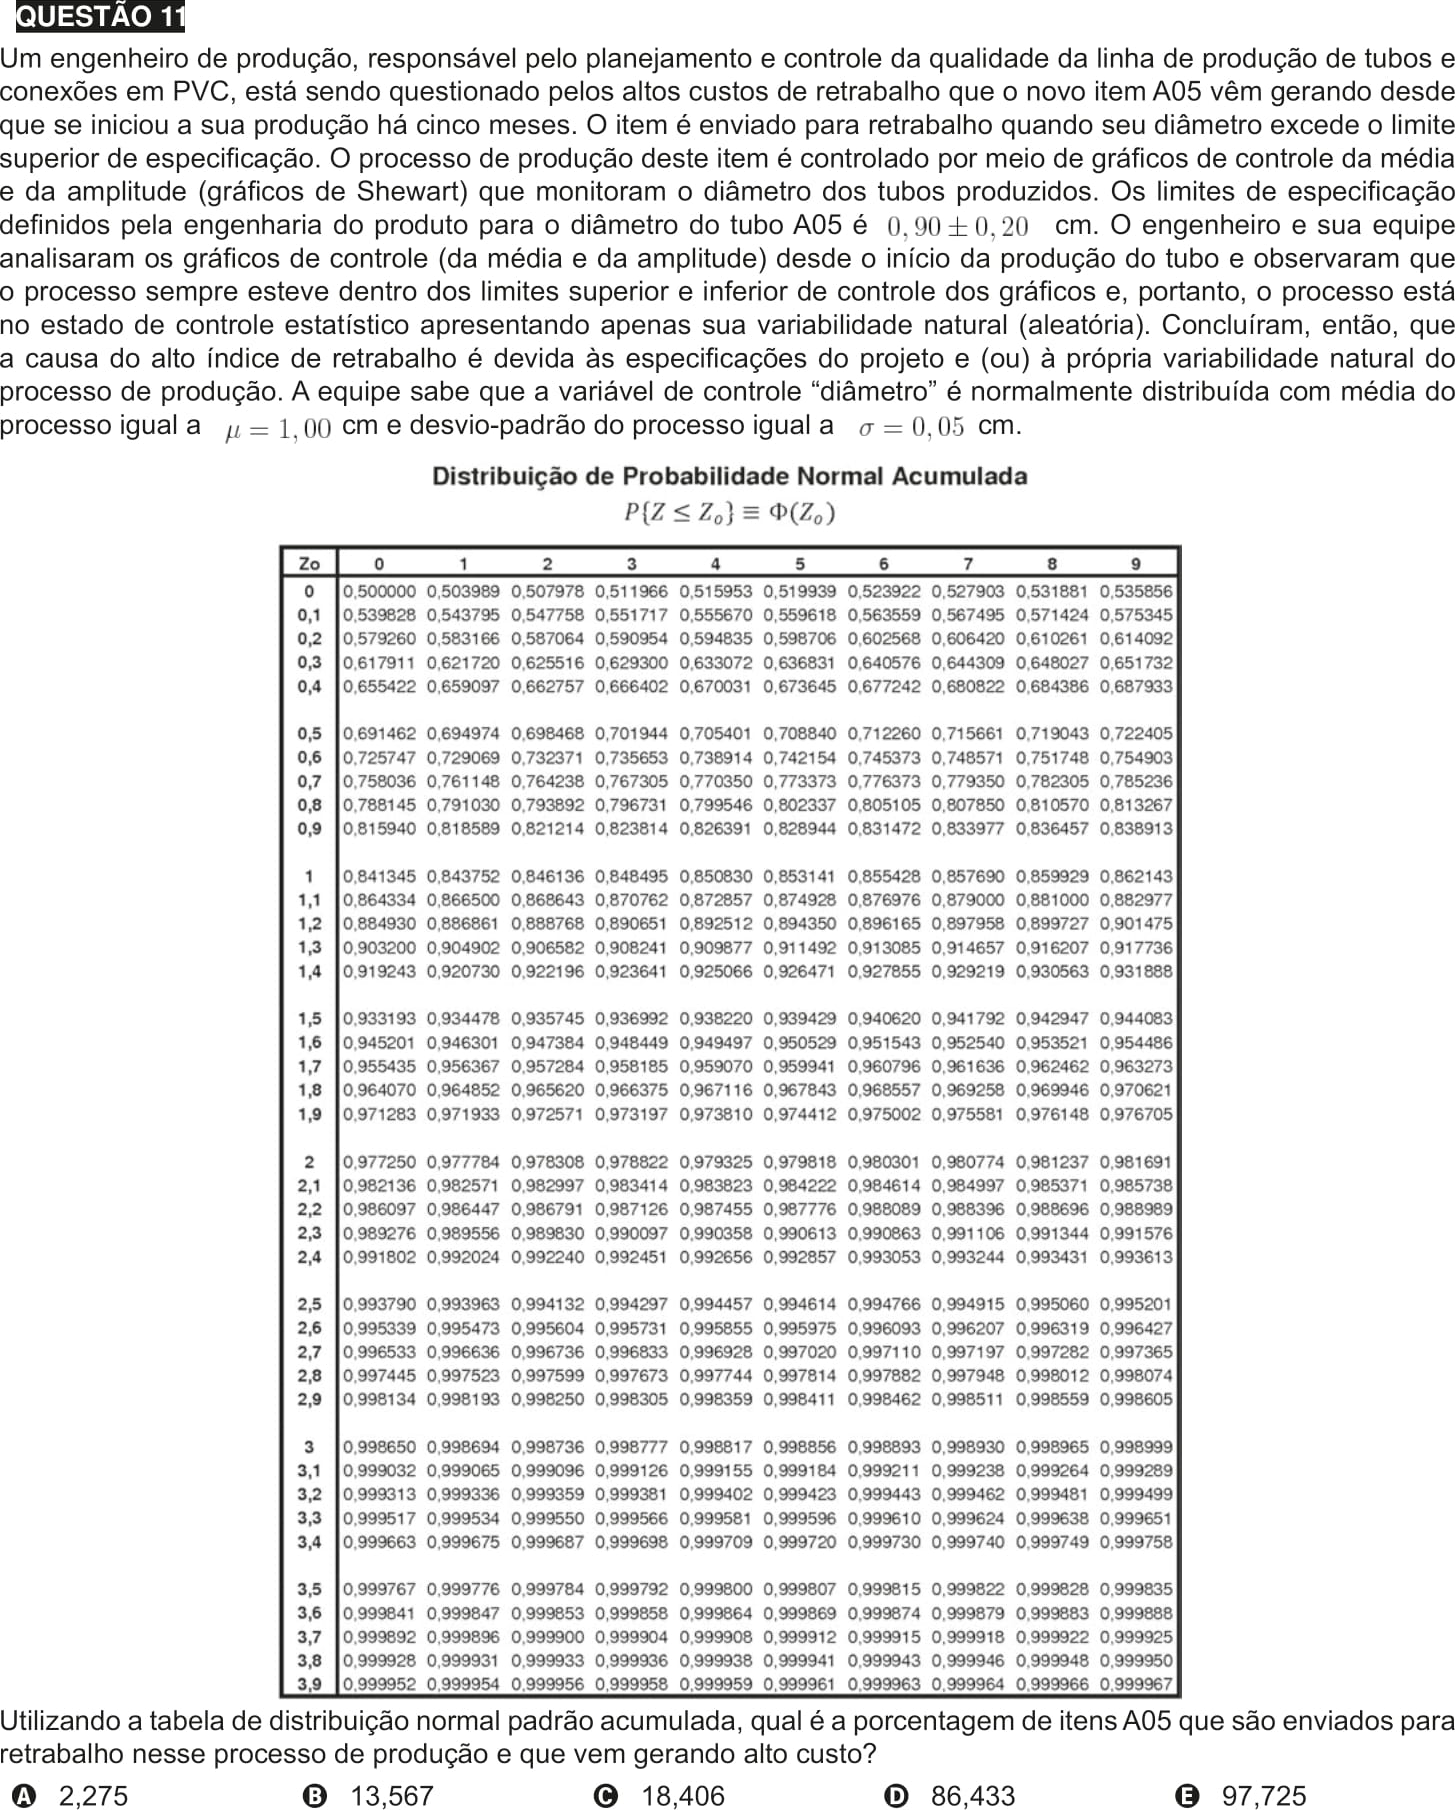 QUESTÃO 11
Um engenheiro de produção, responsável pelo planejamento e controle da qualidade da linha de produção de tubos e
conexões em PVC, está sendo questionado pelos altos custos de retrabalho que o novo item A05 vêm gerando desde
que se iniciou a sua produção há cinco meses. O item é enviado para retrabalho quando seu diâmetro excede o limite
superior de especificação. O processo de produção deste item é controlado por meio de gráficos de controle da média
e da amplitude (gráficos de Shewart) que monitoram o diâmetro dos tubos produzidos. Os limites de especificação
definidos pela engenharia do produto para o diâmetro do tubo A05 é 0,90 ± 0,20 cm. O engenheiro e sua equipe
analisaram os gráficos de controle (da média e da amplitude) desde o início da produção do tubo e observaram que
o processo sempre esteve dentro dos limites superior e inferior de controle dos gráficos e, portanto, o processo está
no estado de controle estatístico apresentando apenas sua variabilidade natural (aleatória). Concluíram, então, que
a causa do alto índice de retrabalho é devida às especificações do projeto e (ou) à própria variabilidade natural do
processo de produção. A equipe sabe que a variável de controle “diâmetro” é normalmente distribuída com média do
processo igual a μ = 1,00 cm e desvio-padrão do processo igual a σ = 0,05 cm.
Distribuição de Probabilidade Normal Acumulada
P{Z ≤ Zₒ} ≡ Φ(Zₒ)
Zo 0 1 2 3 4 5 6 7 8 9
0 0,500000 0,503989 0,507978 0,511966 0,515953 0,519939 0,523922 0,527903 0,531881 0,535856
0,1 0,539828 0,543795 0,547758 0,551717 0,555670 0,559618 0,563559 0,567495 0,571424 0,575345
0,2 0,579260 0,583166 0,587064 0,590954 0,594835 0,598706 0,602568 0,606420 0,610261 0,614092
0,3 0,617911 0,621720 0,625516 0,629300 0,633072 0,636831 0,640576 0,644309 0,648027 0,651732
0,4 0,655422 0,659097 0,662757 0,666402 0,670031 0,673645 0,677242 0,680822 0,684386 0,687933
0,5 0,691462 0,694974 0,698468 0,701944 0,705401 0,708840 0,712260 0,715661 0,719043 0,722405
0,6 0,725747 0,729069 0,732371 0,735653 0,738914 0,742154 0,745373 0,748571 0,751748 0,754903
0,7 0,758036 0,761148 0,764238 0,767305 0,770350 0,773373 0,776373 0,779350 0,782305 0,785236
0,8 0,788145 0,791030 0,793892 0,796731 0,799546 0,802337 0,805105 0,807850 0,810570 0,813267
0,9 0,815940 0,818589 0,821214 0,823814 0,826391 0,828944 0,831472 0,833977 0,836457 0,838913
1 0,841345 0,843752 0,846136 0,848495 0,850830 0,853141 0,855428 0,857690 0,859929 0,862143
1,1 0,864334 0,866500 0,868643 0,870762 0,872857 0,874928 0,876976 0,879000 0,881000 0,882977
1,2 0,884930 0,886861 0,888768 0,890651 0,892512 0,894350 0,896165 0,897958 0,899727 0,901475
1,3 0,903200 0,904902 0,906582 0,908241 0,909877 0,911492 0,913085 0,914657 0,916207 0,917736
1,4 0,919243 0,920730 0,922196 0,923641 0,925066 0,926471 0,927855 0,929219 0,930563 0,931888
1,5 0,933193 0,934478 0,935745 0,936992 0,938220 0,939429 0,940620 0,941792 0,942947 0,944083
1,6 0,945201 0,946301 0,947384 0,948449 0,949497 0,950529 0,951543 0,952540 0,953521 0,954486
1,7 0,955435 0,956367 0,957284 0,958185 0,959070 0,959941 0,960796 0,961636 0,962462 0,963273
1,8 0,964070 0,964852 0,965620 0,966375 0,967116 0,967843 0,968557 0,969258 0,969946 0,970621
1,9 0,971283 0,971933 0,972571 0,973197 0,973810 0,974412 0,975002 0,975581 0,976148 0,976705
2 0,977250 0,977784 0,978308 0,978822 0,979325 0,979818 0,980301 0,980774 0,981237 0,981691
2,1 0,982136 0,982571 0,982997 0,983414 0,983823 0,984222 0,984614 0,984997 0,985371 0,985738
2,2 0,986097 0,986447 0,986791 0,987126 0,987455 0,987776 0,988089 0,988396 0,988696 0,988989
2,3 0,989276 0,989556 0,989830 0,990097 0,990358 0,990613 0,990863 0,991106 0,991344 0,991576
2,4 0,991802 0,992024 0,992240 0,992451 0,992656 0,992857 0,993053 0,993244 0,993431 0,993613
2,5 0,993790 0,993963 0,994132 0,994297 0,994457 0,994614 0,994766 0,994915 0,995060 0,995201
2,6 0,995339 0,995473 0,995604 0,995731 0,995855 0,995975 0,996093 0,996207 0,996319 0,996427
2,7 0,996533 0,996636 0,996736 0,996833 0,996928 0,997020 0,997110 0,997197 0,997282 0,997365
2,8 0,997445 0,997523 0,997599 0,997673 0,997744 0,997814 0,997882 0,997948 0,998012 0,998074
2,9 0,998134 0,998193 0,998250 0,998305 0,998359 0,998411 0,998462 0,998511 0,998559 0,998605
3 0,998650 0,998694 0,998736 0,998777 0,998817 0,998856 0,998893 0,998930 0,998965 0,998999
3,1 0,999032 0,999065 0,999096 0,999126 0,999155 0,999184 0,999211 0,999238 0,999264 0,999289
3,2 0,999313 0,999336 0,999359 0,999381 0,999402 0,999423 0,999443 0,999462 0,999481 0,999499
3,3 0,999517 0,999534 0,999550 0,999566 0,999581 0,999596 0,999610 0,999624 0,999638 0,999651
3,4 0,999663 0,999675 0,999687 0,999698 0,999709 0,999720 0,999730 0,999740 0,999749 0,999758
3,5 0,999767 0,999776 0,999784 0,999792 0,999800 0,999807 0,999815 0,999822 0,999828 0,999835
3,6 0,999841 0,999847 0,999853 0,999858 0,999864 0,999869 0,999874 0,999879 0,999883 0,999888
3,7 0,999892 0,999896 0,999900 0,999904 0,999908 0,999912 0,999915 0,999918 0,999922 0,999925
3,8 0,999928 0,999931 0,999933 0,999936 0,999938 0,999941 0,999943 0,999946 0,999948 0,999950
3,9 0,999952 0,999954 0,999956 0,999958 0,999959 0,999961 0,999963 0,999964 0,999966 0,999967
Utilizando a tabela de distribuição normal padrão acumulada, qual é a porcentagem de itens A05 que são enviados para
retrabalho nesse processo de produção e que vem gerando alto custo?
A 2,275 B 13,567 C 18,406 D 86,433 E 97,725